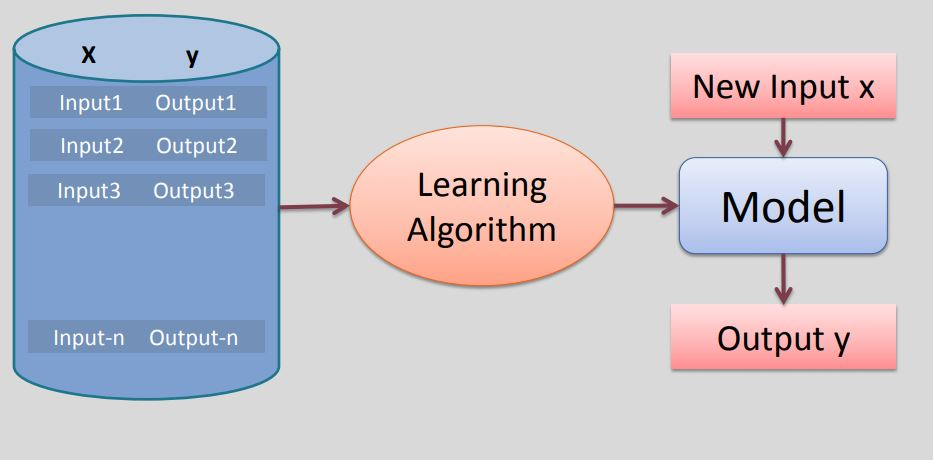 X y
Input1 Output1
Input2 Output2
Input3 Output3
Input-n Output-n
Learning
Algorithm
New Input x
Model
Output y